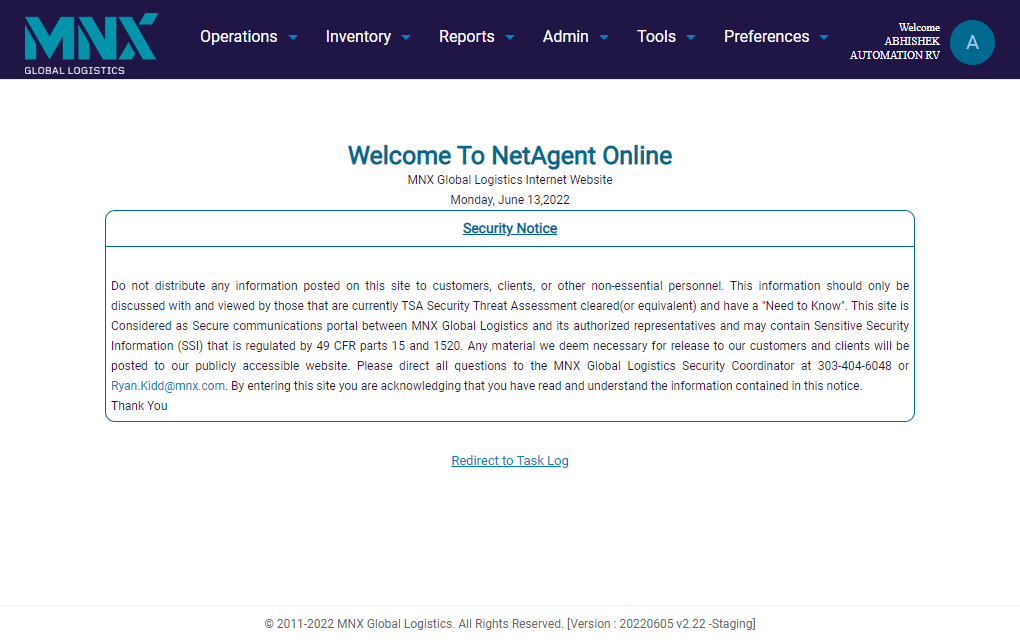 MNX
GLOBAL LOGISTICS
Operations Inventory Reports Admin Tools Preferences
Welcome
ABHISHEK
AUTOMATION RV
A
Welcome To NetAgent Online
MNX Global Logistics Internet Website
Monday, June 13,2022
Security Notice
Do not distribute any information posted on this site to customers, clients, or other non-essential personnel. This information should only be
discussed with and viewed by those that are currently TSA Security Threat Assessment cleared(or equivalent) and have a "Need to Know". This site is
Considered as Secure communications portal between MNX Global Logistics and its authorized representatives and may contain Sensitive Security
Information (SSI) that is regulated by 49 CFR parts 15 and 1520. Any material we deem necessary for release to our customers and clients will be
posted to our publicly accessible website. Please direct all questions to the MNX Global Logistics Security Coordinator at 303-404-6048 or
Ryan.Kidd@mnx.com. By entering this site you are acknowledging that you have read and understand the information contained in this notice.
Thank You
Redirect to Task Log
© 2011-2022 MNX Global Logistics. All Rights Reserved. [Version : 20220605 v2.22 -Staging]